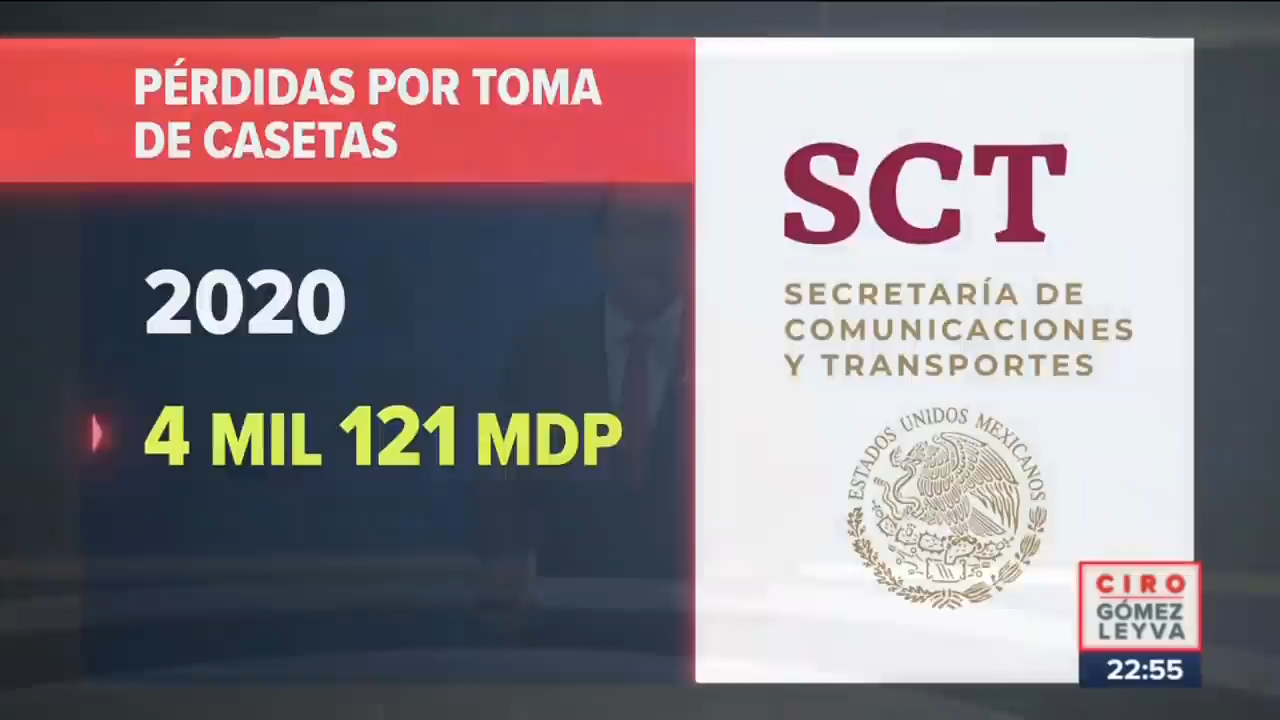 PÉRDIDAS POR TOMA
DE CASETAS
2020
4 MIL 121 MDP
SCT
SECRETARÍA DE
COMUNICACIONES
Y TRANSPORTES
ESTADOS UNIDOS MEXICANOS
CIRO
GÓMEZ
LEYVA
22:55